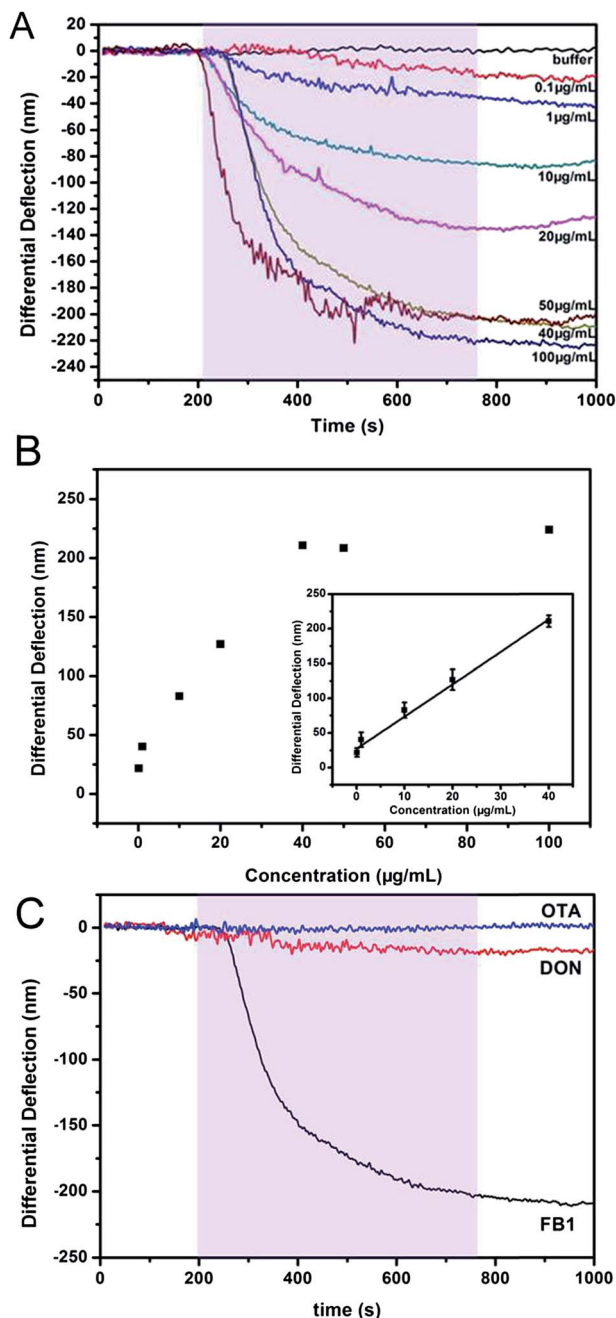 A
20
0
-20
-40
-60
-80
-100
-120
-140
-160
-180
-200
-220
-240
Differential Deflection (nm)
buffer
0.1µg/mL
1µg/mL
10µg/mL
20µg/mL
50µg/mL
40µg/mL
100µg/mL
0 200 400 600 800 1000
Time (s)
B
250
200
150
100
50
0
Differential Deflection (nm)
250
200
150
100
50
0
Differential Deflection (nm)
0 10 20 30 40
Concentration (µg/mL)
0 20 40 60 80 100
Concentration (µg/mL)
C
0
-50
-100
-150
-200
-250
Differential Deflection (nm)
OTA
DON
FB1
0 200 400 600 800 1000
time (s)